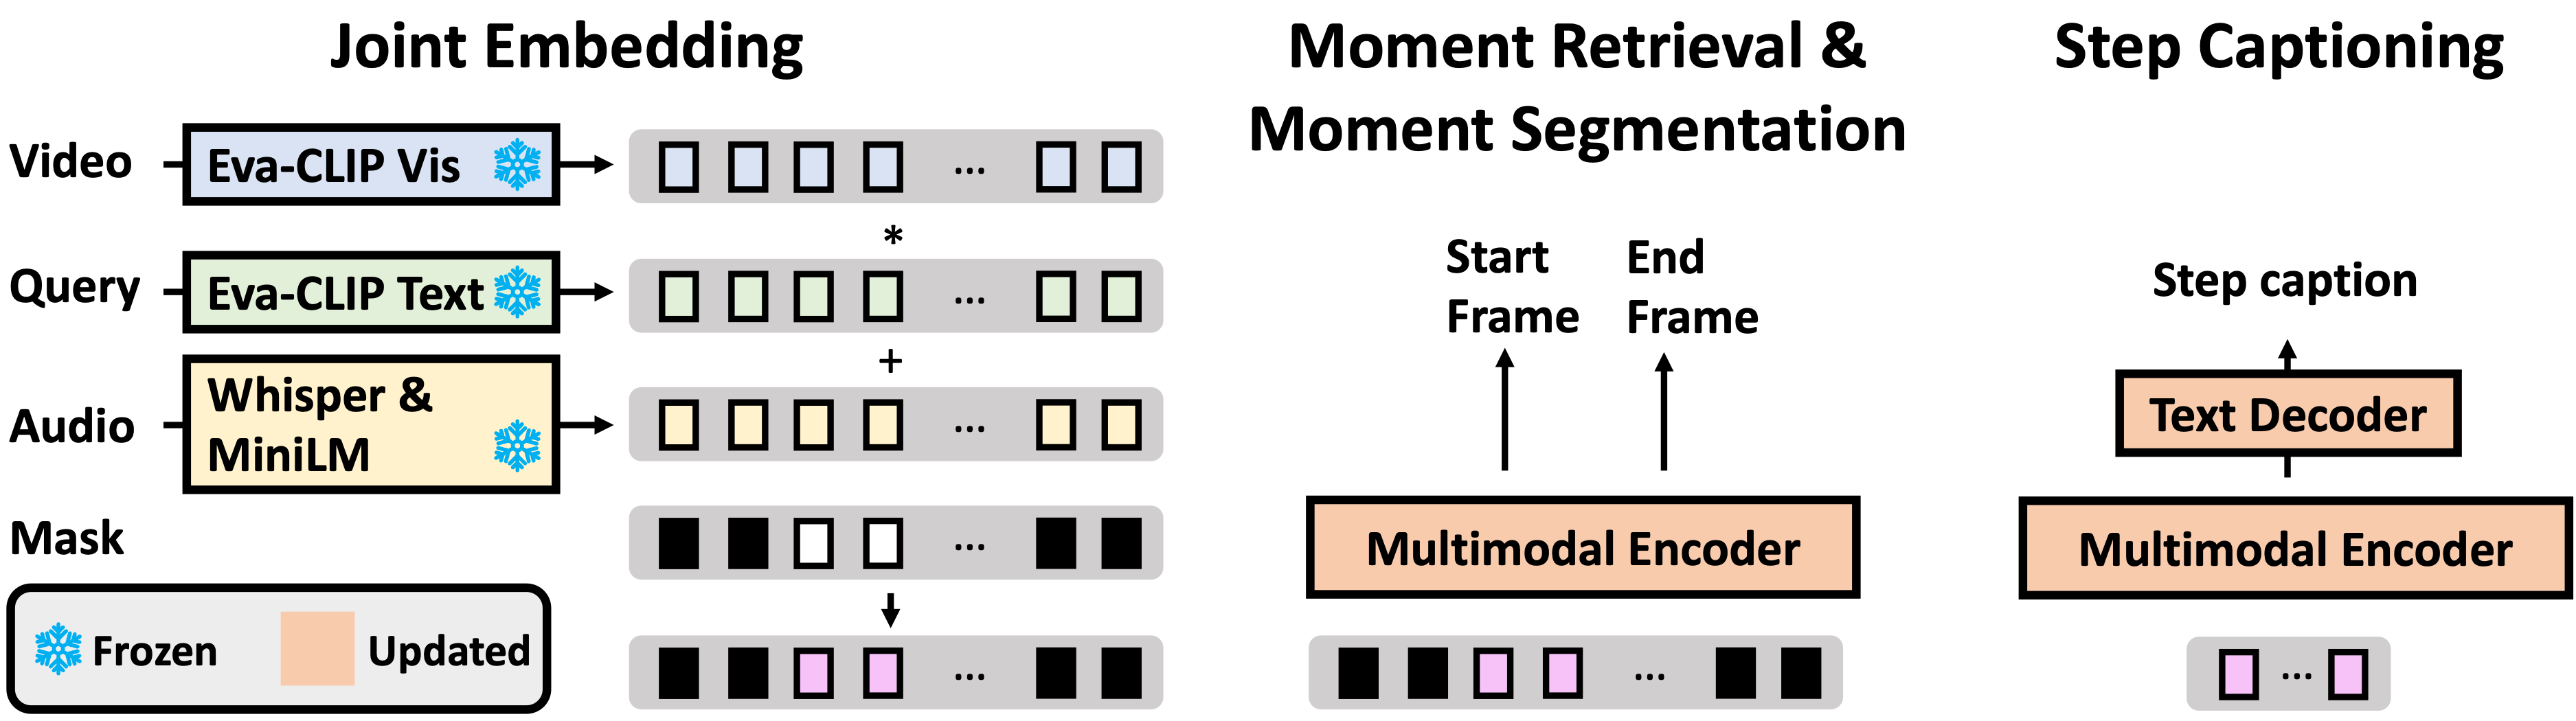 Joint Embedding
Video
Eva-CLIP Vis
...
*
Query
Eva-CLIP Text
...
+
Audio
Whisper &
MiniLM
...
Mask
...
Frozen
Updated
...
Moment Retrieval &
Moment Segmentation
Start
Frame
End
Frame
Multimodal Encoder
...
Step Captioning
Step caption
Text Decoder
Multimodal Encoder
...